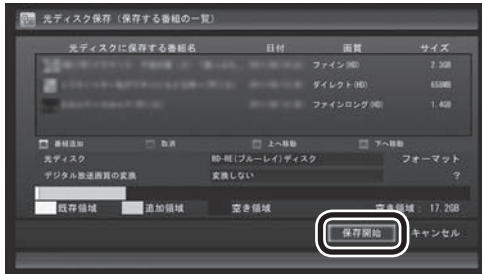 光ディスク保存（保存する番組の一覧）
光ディスクに保存する番組名 日付 画質 サイズ
ファイン(HD) 2.3GB
ダイレクト(HD) 658MB
ファインロング(HD) 1.4GB
番組追加 取消 上へ移動 下へ移動
光ディスク BD-RE(ブルーレイ)ディスク フォーマット
デジタル放送画質の変換 変換しない ?
既存領域 追加領域 空き領域 空き領域: 17.2GB
保存開始 キャンセル